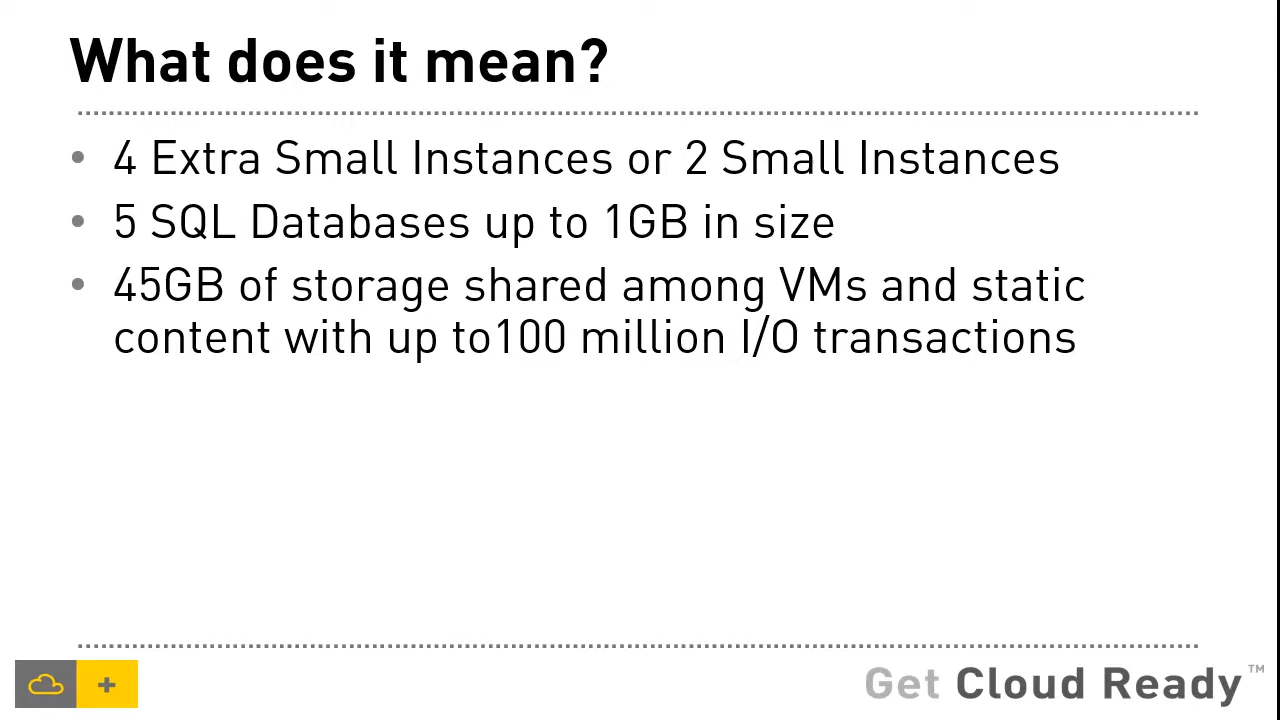 What does it mean?
• 4 Extra Small Instances or 2 Small Instances
• 5 SQL Databases up to 1GB in size
• 45GB of storage shared among VMs and static
content with up to100 million I/O transactions
+
Get Cloud Ready™